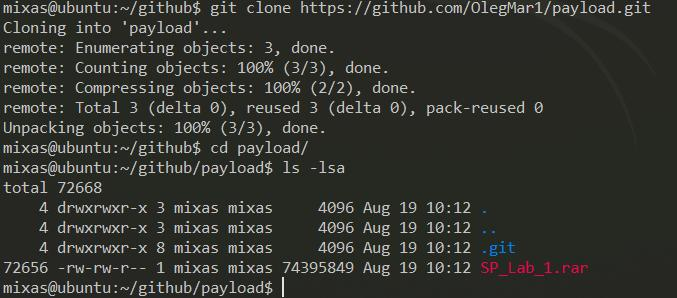 mixas@ubuntu:~/github$ git clone https://github.com/OlegMar1/payload.git
Cloning into 'payload'...
remote: Enumerating objects: 3, done.
remote: Counting objects: 100% (3/3), done.
remote: Compressing objects: 100% (2/2), done.
remote: Total 3 (delta 0), reused 3 (delta 0), pack-reused 0
Unpacking objects: 100% (3/3), done.
mixas@ubuntu:~/github$ cd payload/
mixas@ubuntu:~/github/payload$ ls -lsa
total 72668
    4 drwxrwxr-x 3 mixas mixas     4096 Aug 19 10:12 .
    4 drwxrwxr-x 3 mixas mixas     4096 Aug 19 10:12 ..
    4 drwxrwxr-x 8 mixas mixas     4096 Aug 19 10:12 .git
72656 -rw-rw-r-- 1 mixas mixas 74395849 Aug 19 10:12 SP_Lab_1.rar
mixas@ubuntu:~/github/payload$